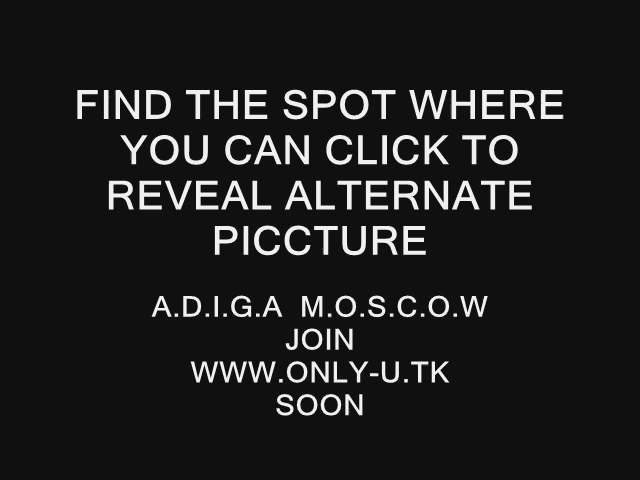 FIND THE SPOT WHERE
YOU CAN CLICK TO
REVEAL ALTERNATE
PICCTURE
A.D.I.G.A M.O.S.C.O.W
JOIN
WWW.ONLY-U.TK
SOON